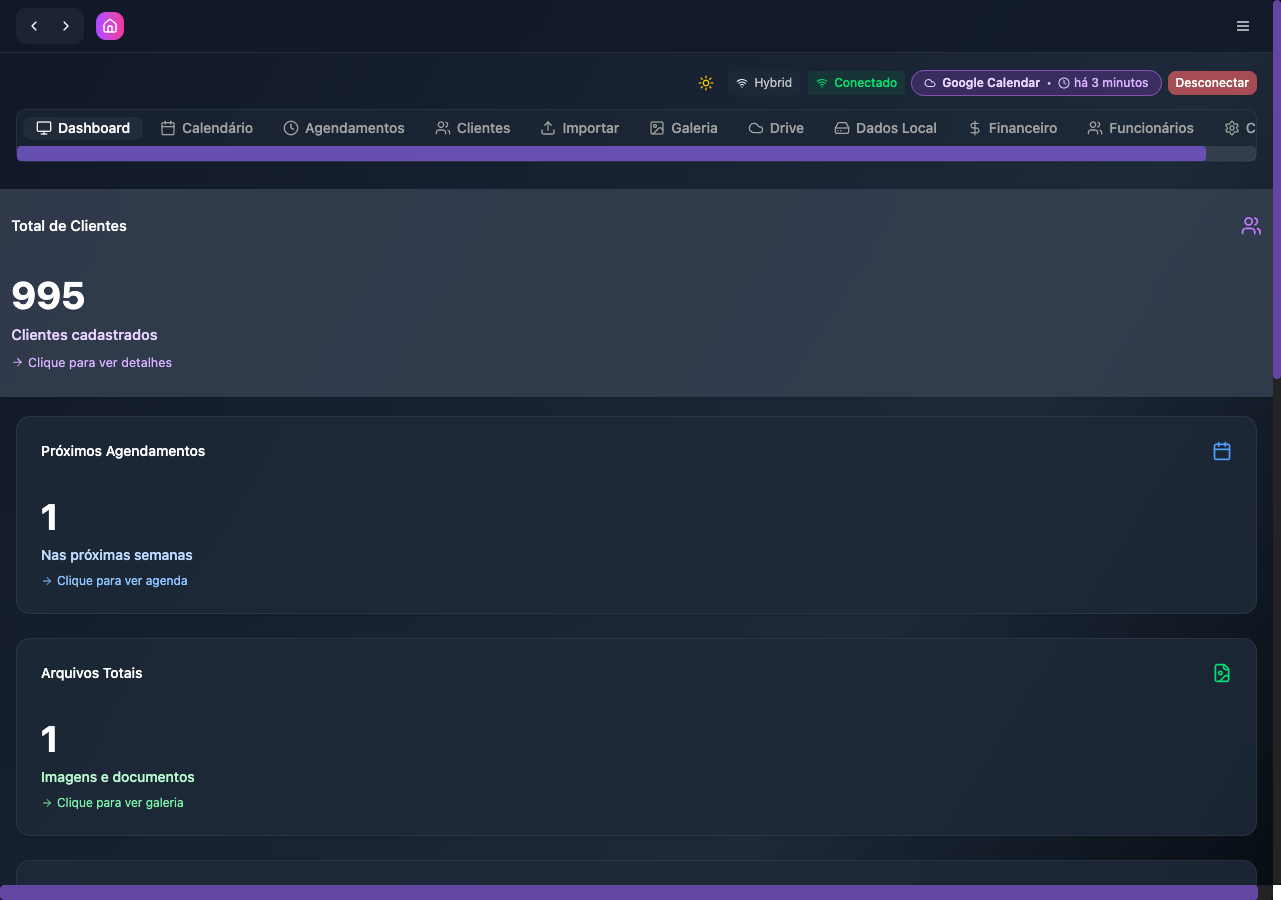 Hybrid
Conectado
Google Calendar • há 3 minutos
Desconectar
Dashboard
Calendário
Agendamentos
Clientes
Importar
Galeria
Drive
Dados Local
Financeiro
Funcionários
C
Total de Clientes
995
Clientes cadastrados
→ Clique para ver detalhes
Próximos Agendamentos
1
Nas próximas semanas
→ Clique para ver agenda
Arquivos Totais
1
Imagens e documentos
→ Clique para ver galeria